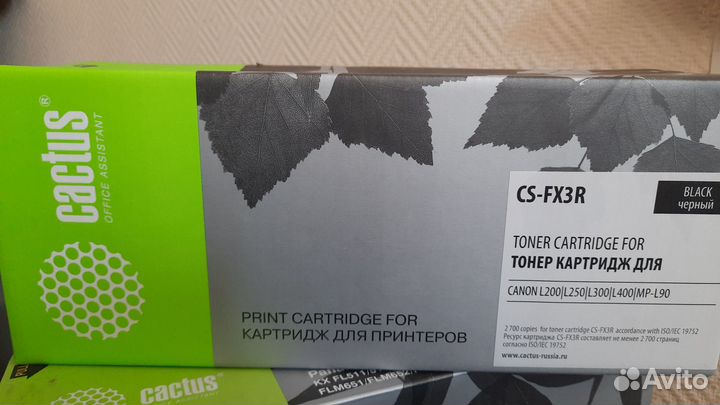 cactus®
OFFICE ASSISTANT
PRINT CARTRIDGE FOR
КАРТРИДЖ ДЛЯ ПРИНТЕРОВ
CS-FX3R
BLACK
черный
TONER CARTRIDGE FOR
ТОНЕР КАРТРИДЖ ДЛЯ
CANON L200|L250|L300|L400|MP-L90
2 700 copies for toner cartridge CS-FX3R accordance with ISO/IEC 19752
Ресурс картриджа CS-FX3R составляет не менее 2 700 страниц
согласно ISO/IEC 19752
www.cactus-russia.ru
cactus®
OFFICE ASSISTANT
KX FL511/
FLM651/FLM652/
Avito